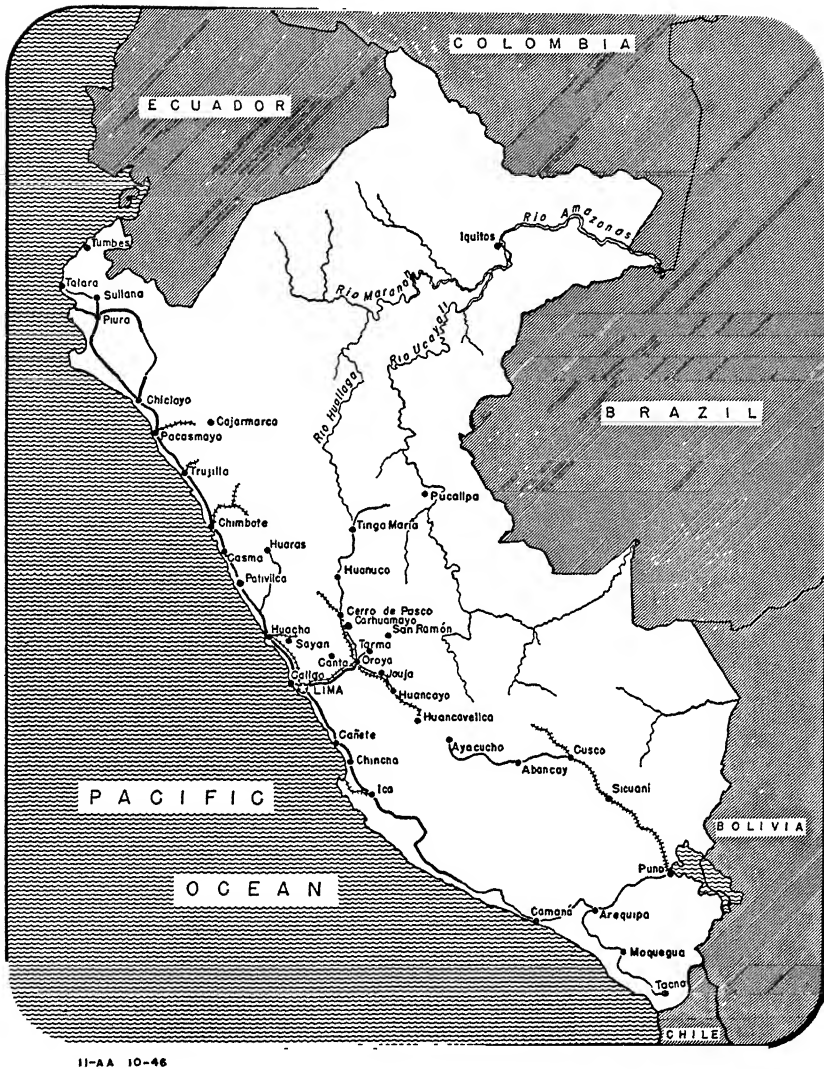 COLOMBIA
ECUADOR
Rio Amazonas
Iquitos
Tumbes
Talara
Sullana
Rio Marañon
Piura
Rio Ucayali
Rio Huallaga
Chiclayo
BRAZIL
Cajamarca
Pacasmayo
Trujillo
Pucallpa
Chimbote
Tingo Maria
Casma
Huaras
Huanuco
Pativilca
Cerro de Pasco
Carhuamayo
San Ramón
Huacho
Sayan
Tarma
Canta
Oroya
Jauja
Callao
LIMA
Huancayo
Huancavelica
Cañete
Ayacucho
Cusco
Chincha
Abancay
Ica
Sicuani
PACIFIC
BOLIVIA
Puno
OCEAN
Camaná
Arequipa
Moquegua
Tacna
CHILE
11-AA 10-46